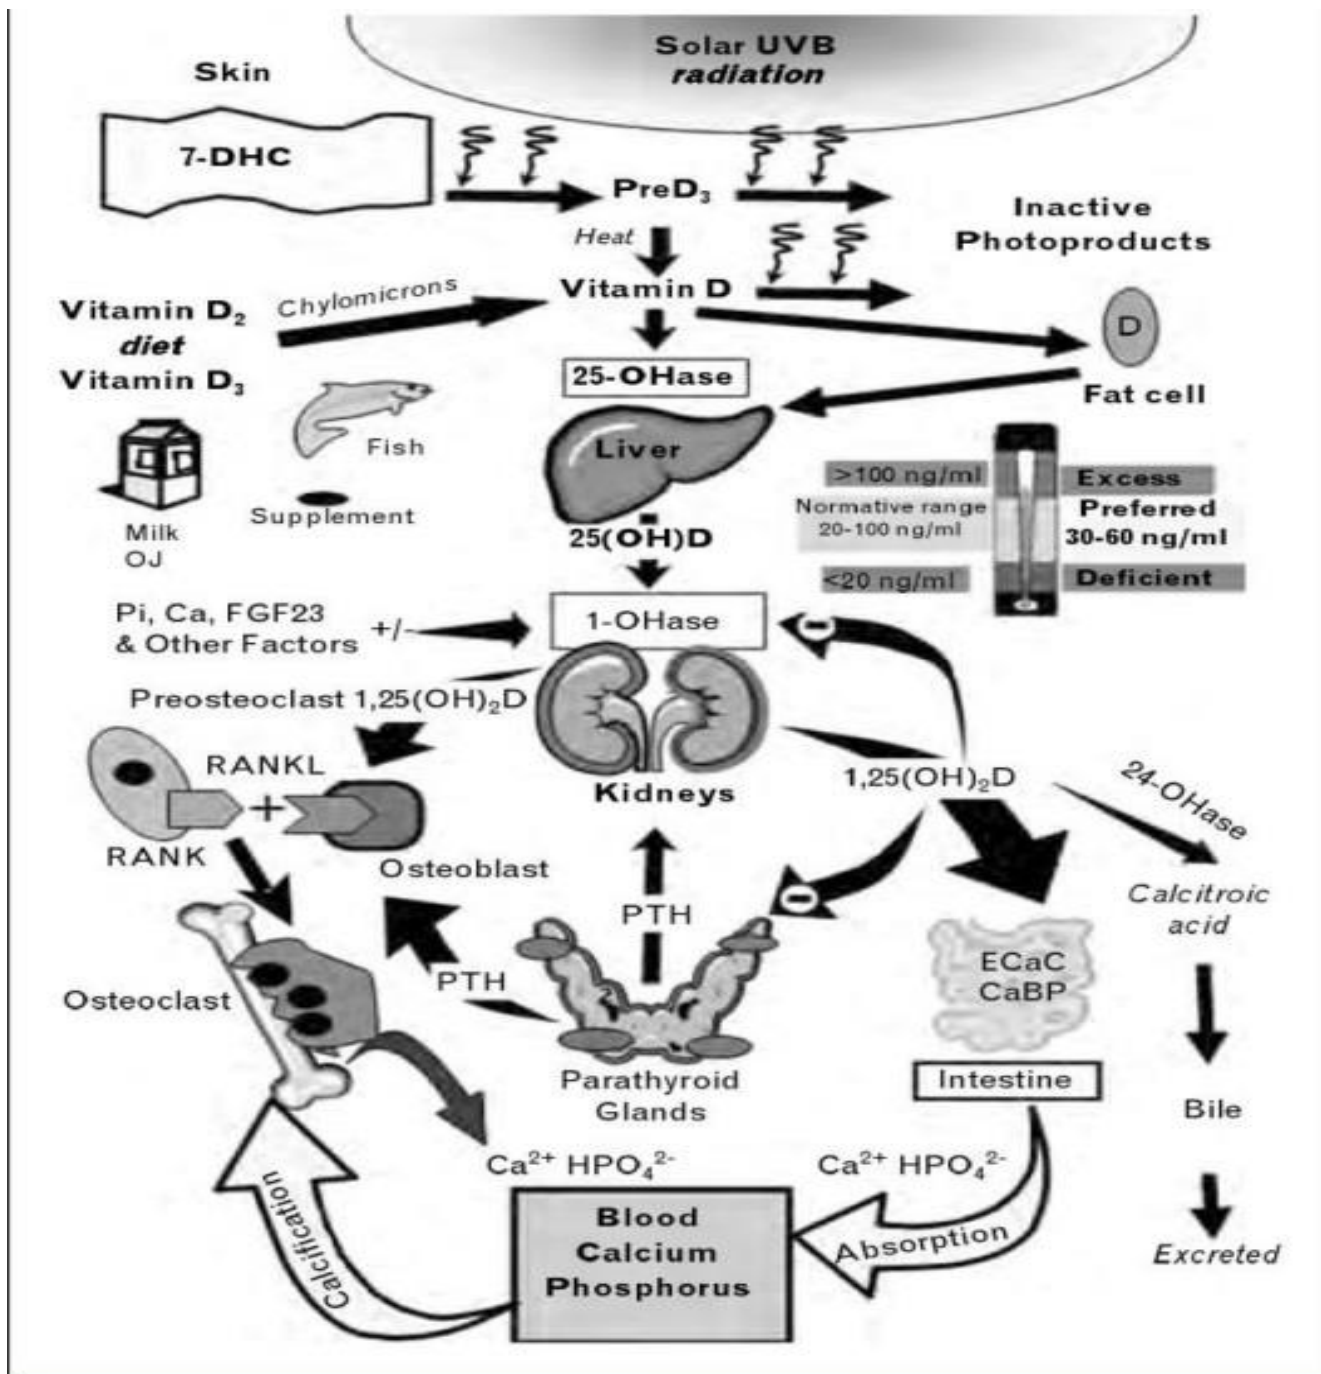 Solar UVB
radiation
Skin
7-DHC
PreD₃
Inactive
Photoproducts
Heat
Vitamin D
Chylomicrons
Vitamin D₂
diet
Vitamin D₃
D
Fat cell
25-OHase
Liver
Fish
Milk
OJ
Supplement
25(OH)D
>100 ng/ml
Excess
Normative range
20-100 ng/ml
Preferred
30-60 ng/ml
<20 ng/ml
Deficient
Pi, Ca, FGF23
& Other Factors
+/-
1-OHase
−
Preosteoclast 1,25(OH)₂D
RANKL
+
RANK
Osteoblast
Kidneys
1,25(OH)₂D
24-OHase
Calcitroic
acid
−
PTH
PTH
ECaC
CaBP
Osteoclast
Parathyroid
Glands
Intestine
Bile
Ca²⁺ HPO₄²⁻
Ca²⁺ HPO₄²⁻
Calcification
Blood
Calcium
Phosphorus
Absorption
Excreted